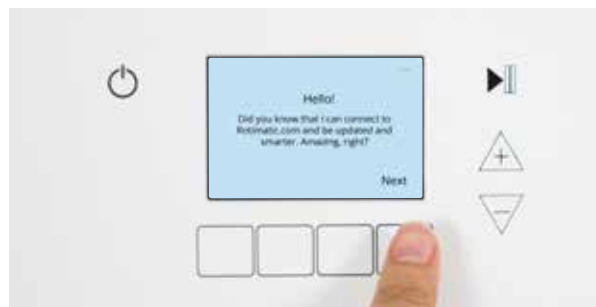 Hello!
Did you know that I can connect to
Rotimatic.com and be updated and
smarter. Amazing, right?
Next